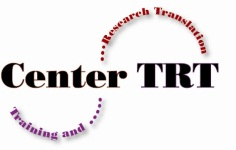 Research Translation
Center TRT
Training and